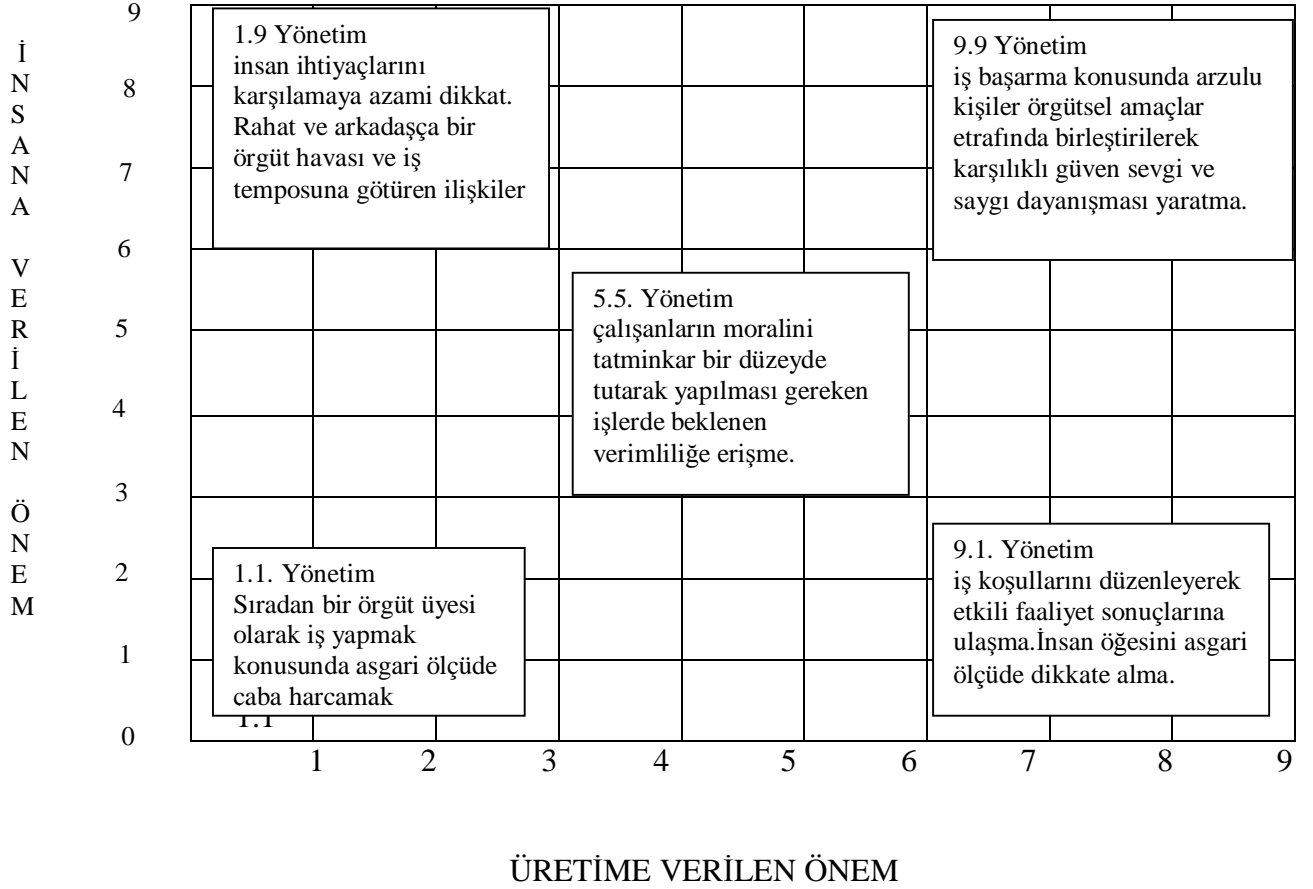 İNSANA VERİLEN ÖNEM
9
8
7
6
5
4
3
2
1
0
1.9 Yönetim
insan ihtiyaçlarını
karşılamaya azami dikkat.
Rahat ve arkadaşça bir
örgüt havası ve iş
temposuna götüren ilişkiler
9.9 Yönetim
iş başarma konusunda arzulu
kişiler örgütsel amaçlar
etrafında birleştirilerek
karşılıklı güven sevgi ve
saygı dayanışması yaratma.
5.5. Yönetim
çalışanların moralini
tatminkar bir düzeyde
tutarak yapılması gereken
işlerde beklenen
verimliliğe erişme.
1.1. Yönetim
Sıradan bir örgüt üyesi
olarak iş yapmak
konusunda asgari ölçüde
çaba harcamak
1.1
9.1. Yönetim
iş koşullarını düzenleyerek
etkili faaliyet sonuçlarına
ulaşma.İnsan öğesini asgari
ölçüde dikkate alma.
1 2 3 4 5 6 7 8 9
ÜRETİME VERİLEN ÖNEM